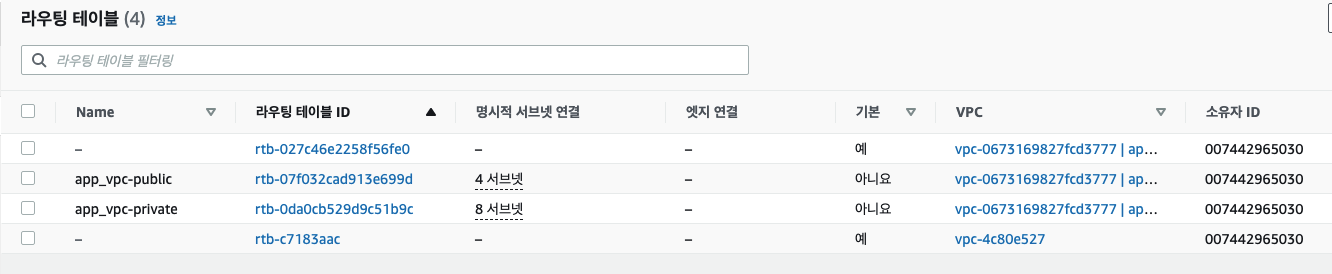 라우팅 테이블 (4) 정보
라우팅 테이블 필터링
Name 라우팅 테이블 ID 명시적 서브넷 연결 엣지 연결 기본 VPC 소유자 ID
– rtb-027c46e2258f56fe0 – – 예 vpc-0673169827fcd3777 | ap... 007442965030
app_vpc-public rtb-07f032cad913e699d 4 서브넷 – 아니요 vpc-0673169827fcd3777 | ap... 007442965030
app_vpc-private rtb-0da0cb529d9c51b9c 8 서브넷 – 아니요 vpc-0673169827fcd3777 | ap... 007442965030
– rtb-c7183aac – – 예 vpc-4c80e527 007442965030